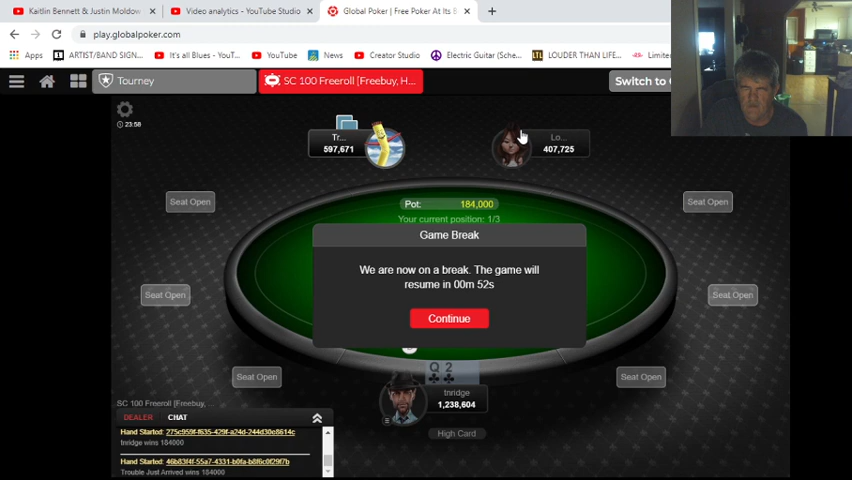 Kaitlin Bennett & Justin Moldow
Video analytics - YouTube Studio
Global Poker | Free Poker At Its B
play.globalpoker.com
Apps
ARTIST/BAND SIGN...
It's all Blues - YouT...
YouTube
News
Creator Studio
Electric Guitar (Sche...
LTL
LOUDER THAN LIFE...
Limite
Tourney
SC 100 Freeroll [Freebuy, H...
Switch to
23:58
Tr...
597,671
Lo...
407,725
Seat Open
Pot: 184,000
Seat Open
Your current position: 1/3
Game Break
We are now on a break. The game will
resume in 00m 52s
Seat Open
Seat Open
Continue
Q 2
Seat Open
Seat Open
tnridge
1,238,604
High Card
SC 100 Freeroll [Freebuy,
DEALER CHAT
Hand Started: 275c959f-f635-429f-a24d-244d30e8614c
tnridge wins 184000
Hand Started: 46b83f4f-55a7-4331-b0fa-b8f6c0f29f7b
Trouble Just Arrived wins 184000